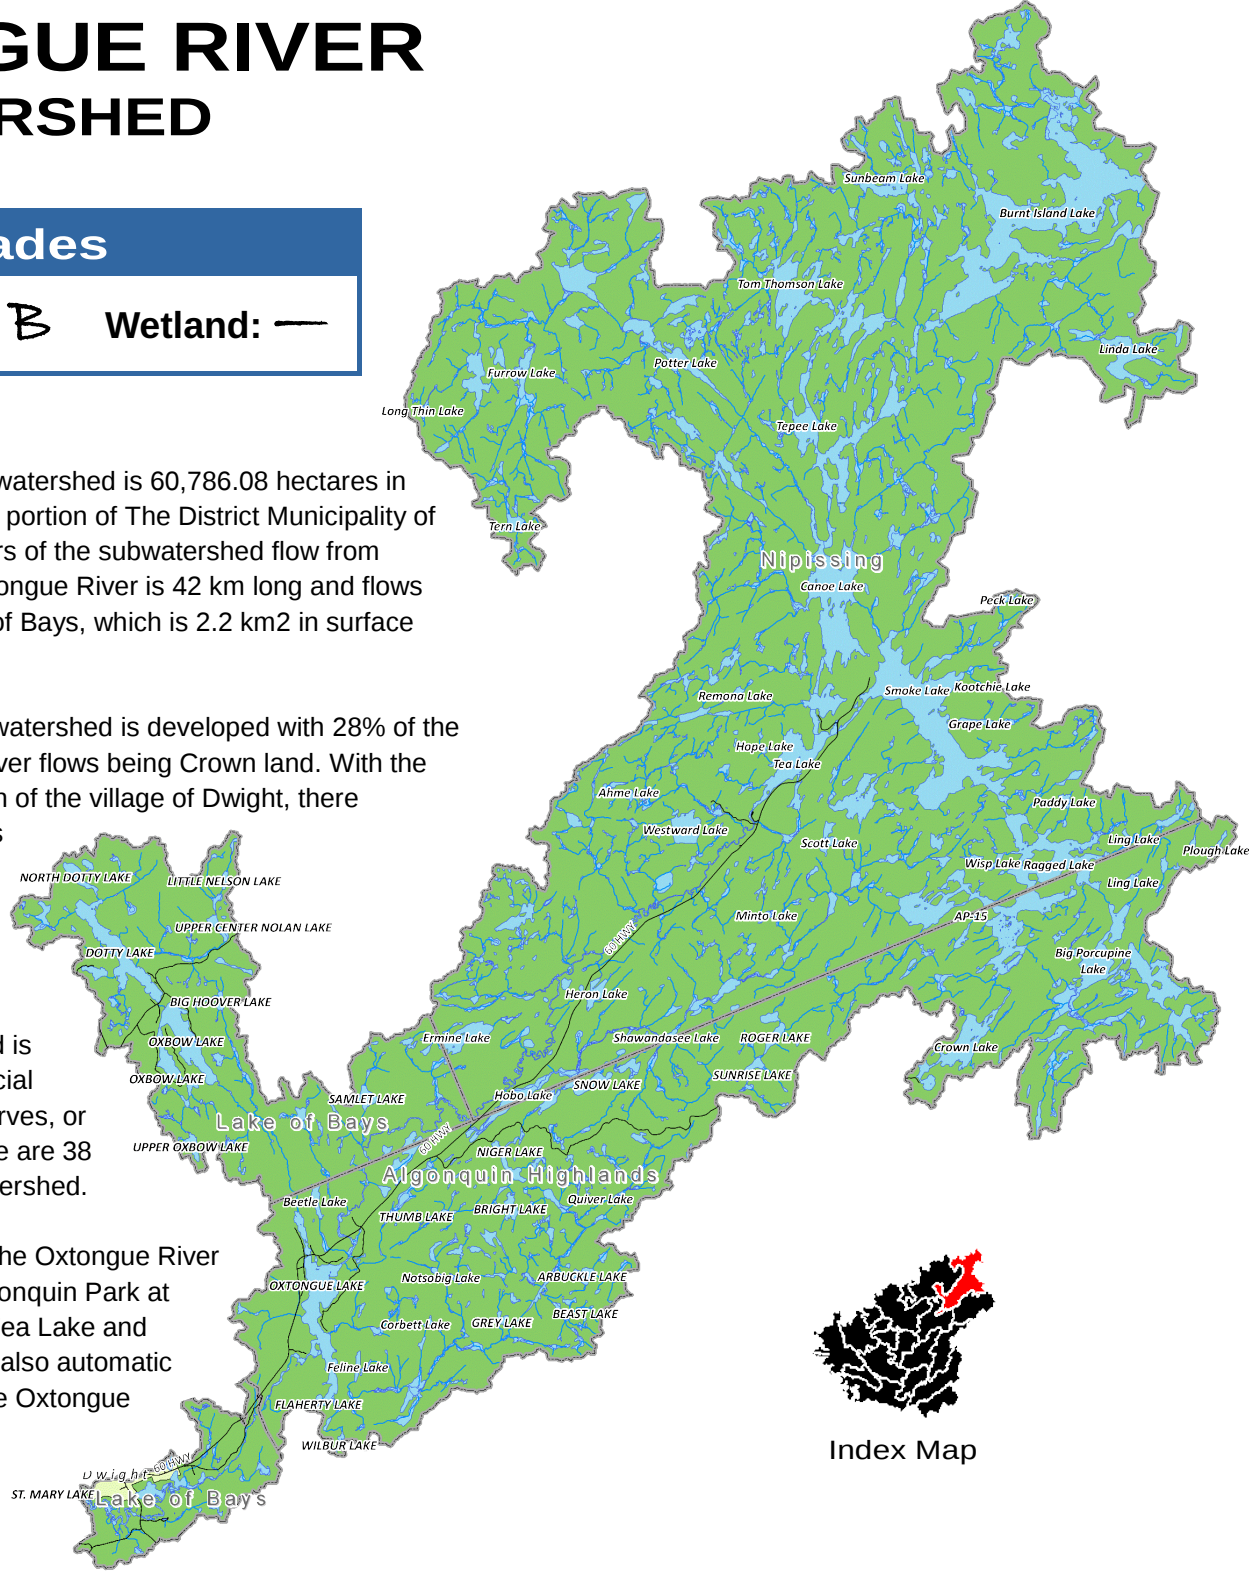 GUE RIVER
RSHED
ades
B Wetland: —
watershed is 60,786.08 hectares in
portion of The District Municipality of
rs of the subwatershed flow from
ongue River is 42 km long and flows
of Bays, which is 2.2 km2 in surface
watershed is developed with 28% of the
ver flows being Crown land. With the
n of the village of Dwight, there
s
d is
cial
rves, or
e are 38
ershed.
he Oxtongue River
onquin Park at
ea Lake and
also automatic
e Oxtongue
Sunbeam Lake
Burnt Island Lake
Tom Thomson Lake
Linda Lake
Potter Lake
Furrow Lake
Long Thin Lake
Tepee Lake
Tern Lake
Nipissing
Canoe Lake
Peck Lake
Smoke Lake
Kootchie Lake
Remona Lake
Grape Lake
Hope Lake
Tea Lake
Ahme Lake
Paddy Lake
Westward Lake
Scott Lake
Ling Lake
Plough Lake
Wisp Lake
Ragged Lake
Ling Lake
AP-15
Minto Lake
60 HWY
Big Porcupine
Lake
Heron Lake
Ermine Lake
Shawandasee Lake
ROGER LAKE
Crown Lake
SUNRISE LAKE
SNOW LAKE
Hobo Lake
NORTH DOTTY LAKE
LITTLE NELSON LAKE
UPPER CENTER NOLAN LAKE
DOTTY LAKE
BIG HOOVER LAKE
OXBOW LAKE
OXBOW LAKE
SAMLET LAKE
Lake of Bays
UPPER OXBOW LAKE
60 HWY
NIGER LAKE
Algonquin Highlands
Beetle Lake
Quiver Lake
BRIGHT LAKE
THUMB LAKE
OXTONGUE LAKE
Notsobig Lake
ARBUCKLE LAKE
BEAST LAKE
Corbett Lake
GREY LAKE
Feline Lake
FLAHERTY LAKE
WILBUR LAKE
60 HWY
Dwight
ST. MARY LAKE
Lake of Bays
Index Map